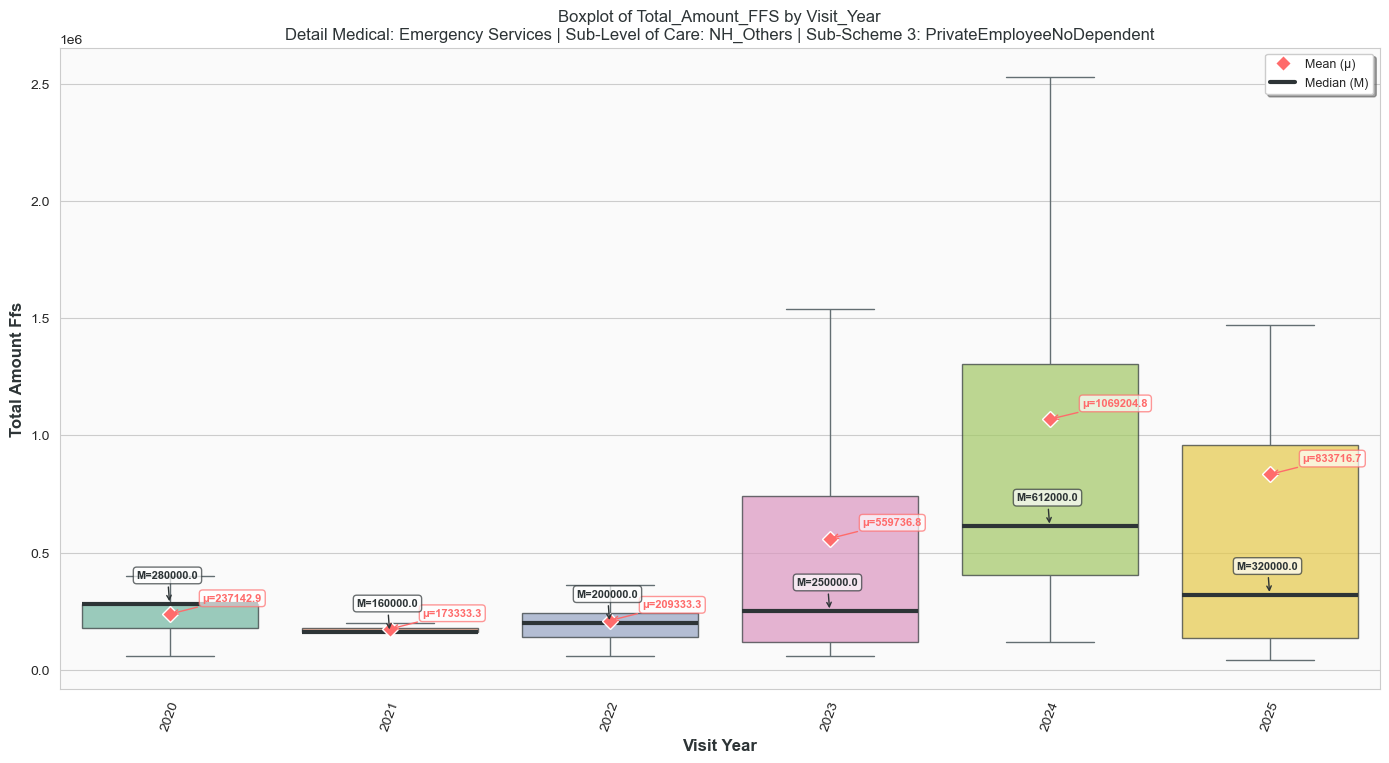 Boxplot of Total_Amount_FFS by Visit_Year
Detail Medical: Emergency Services | Sub-Level of Care: NH_Others | Sub-Scheme 3: PrivateEmployeeNoDependent
1e6
Mean (μ)
Median (M)
2.5
2.0
1.5
1.0
0.5
0.0
Total Amount Ffs
M=280000.0
μ=237142.9
M=160000.0
μ=173333.3
M=200000.0
μ=209333.3
M=250000.0
μ=559736.8
M=612000.0
μ=1069204.8
M=320000.0
μ=833716.7
2020
2021
2022
2023
2024
2025
Visit Year